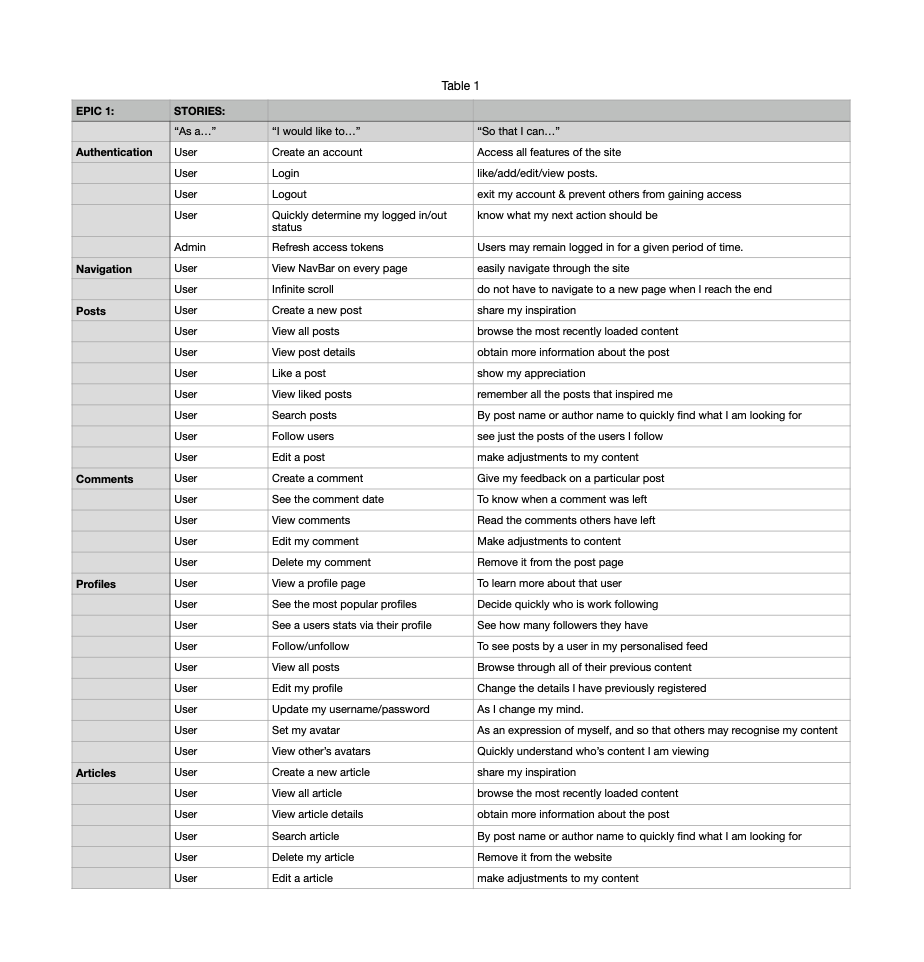 Table 1
EPIC 1: STORIES:
“As a…” “I would like to…” “So that I can…”
Authentication User Create an account Access all features of the site
User Login like/add/edit/view posts.
User Logout exit my account & prevent others from gaining access
User Quickly determine my logged in/out know what my next action should be
status
Admin Refresh access tokens Users may remain logged in for a given period of time.
Navigation User View NavBar on every page easily navigate through the site
User Infinite scroll do not have to navigate to a new page when I reach the end
Posts User Create a new post share my inspiration
User View all posts browse the most recently loaded content
User View post details obtain more information about the post
User Like a post show my appreciation
User View liked posts remember all the posts that inspired me
User Search posts By post name or author name to quickly find what I am looking for
User Follow users see just the posts of the users I follow
User Edit a post make adjustments to my content
Comments User Create a comment Give my feedback on a particular post
User See the comment date To know when a comment was left
User View comments Read the comments others have left
User Edit my comment Make adjustments to content
User Delete my comment Remove it from the post page
Profiles User View a profile page To learn more about that user
User See the most popular profiles Decide quickly who is work following
User See a users stats via their profile See how many followers they have
User Follow/unfollow To see posts by a user in my personalised feed
User View all posts Browse through all of their previous content
User Edit my profile Change the details I have previously registered
User Update my username/password As I change my mind.
User Set my avatar As an expression of myself, and so that others may recognise my content
User View other’s avatars Quickly understand who’s content I am viewing
Articles User Create a new article share my inspiration
User View all article browse the most recently loaded content
User View article details obtain more information about the post
User Search article By post name or author name to quickly find what I am looking for
User Delete my article Remove it from the website
User Edit a article make adjustments to my content